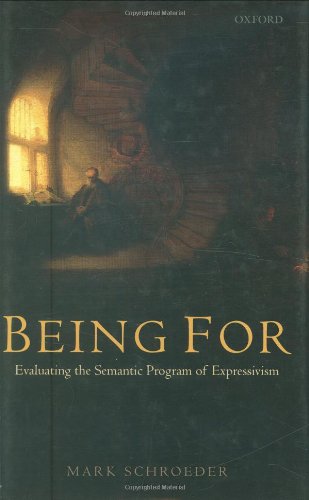 OXFORD
BEING FOR
Evaluating the Semantic Program of Expressivism
MARK SCHROEDER